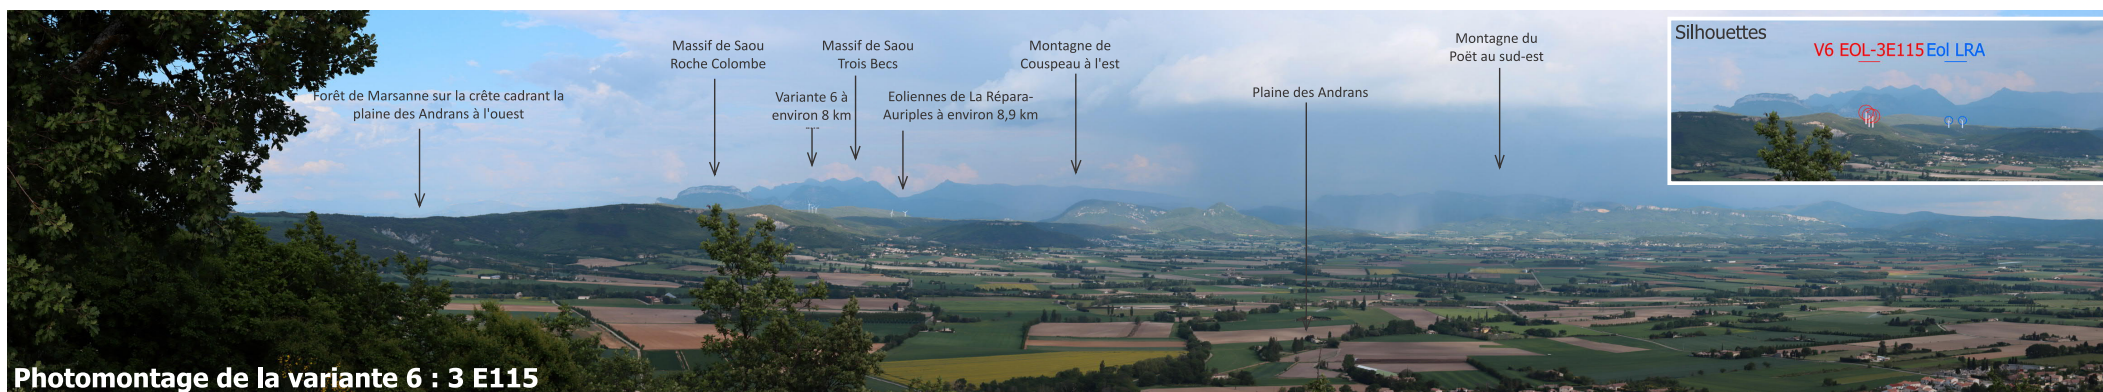 Massif de Saou
Roche Colombe
Massif de Saou
Trois Becs
Montagne de
Couspeau à l'est
Montagne du
Poët au sud-est
Silhouettes
V6 EOL-3E115 Eol LRA
Forêt de Marsanne sur la crête cadrant la
plaine des Andrans à l'ouest
Variante 6 à
environ 8 km
Eoliennes de La Répara-
Auriples à environ 8,9 km
Plaine des Andrans
Photomontage de la variante 6 : 3 E115